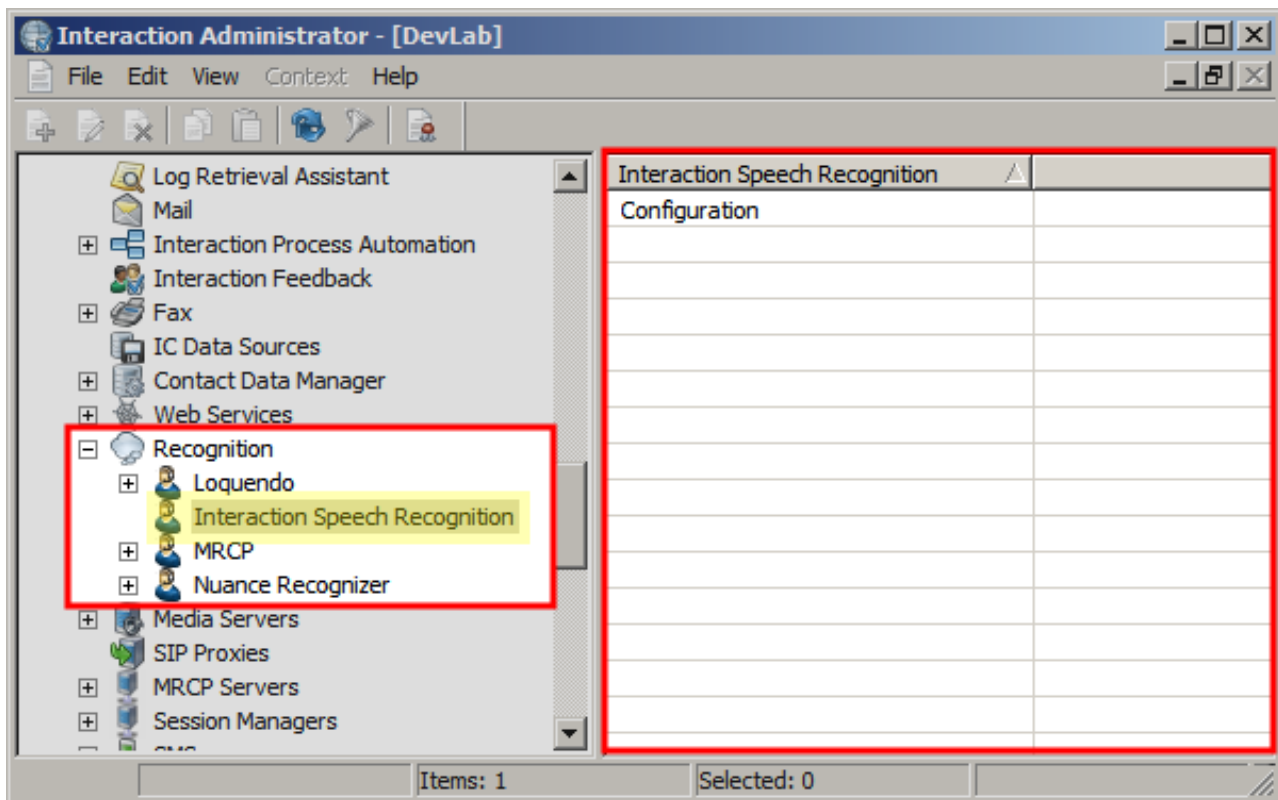 Interaction Administrator - [DevLab]
File Edit View Context Help
Log Retrieval Assistant
Mail
Interaction Process Automation
Interaction Feedback
Fax
IC Data Sources
Contact Data Manager
Web Services
Recognition
Loquendo
Interaction Speech Recognition
MRCP
Nuance Recognizer
Media Servers
SIP Proxies
MRCP Servers
Session Managers
Interaction Speech Recognition
Configuration
Items: 1 Selected: 0